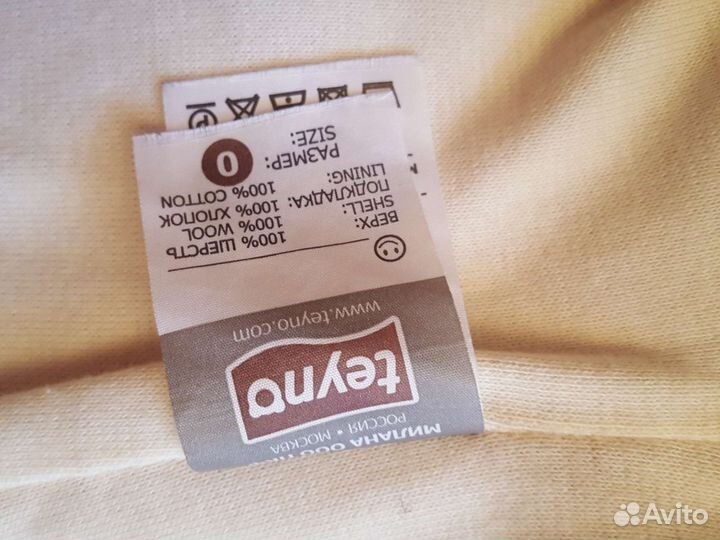 МИЛАНА ООО
РОССИЯ • МОСКВА
teyno
www.teyno.com
ВЕРХ: 100% ШЕРСТЬ
SHELL: 100% WOOL
ПОДКЛАДКА: 100% ХЛОПОК
LINING: 100% COTTON
РАЗМЕР:
SIZE:
0
Avito